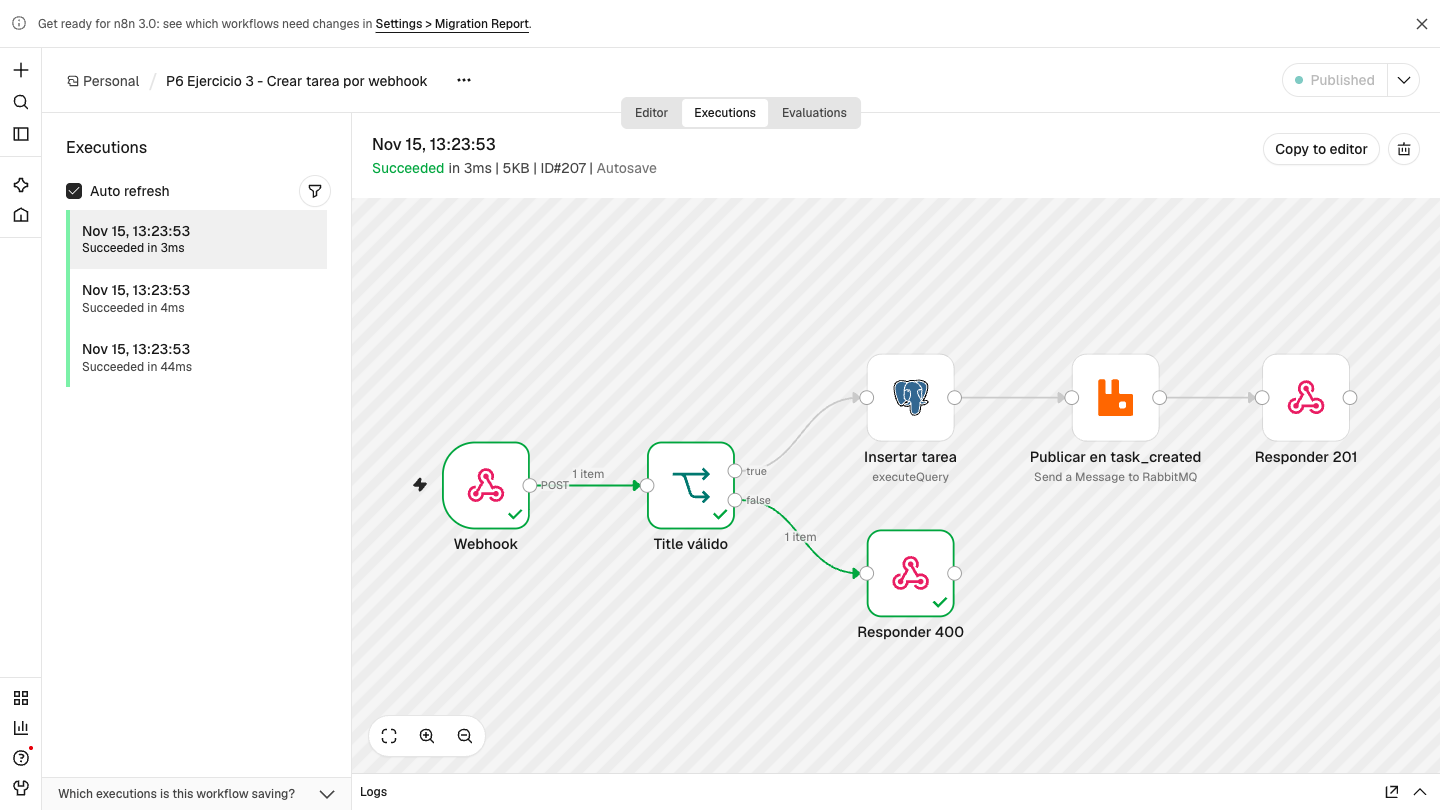 Get ready for n8n 3.0: see which workflows need changes in Settings > Migration Report.
Personal / P6 Ejercicio 3 - Crear tarea por webhook ...
Published
Editor Executions Evaluations
Executions
Auto refresh
Nov 15, 13:23:53
Succeeded in 3ms
Nov 15, 13:23:53
Succeeded in 4ms
Nov 15, 13:23:53
Succeeded in 44ms
Which executions is this workflow saving?
Nov 15, 13:23:53
Succeeded in 3ms | 5KB | ID#207 | Autosave
Copy to editor
Webhook
POST
1 item
Title válido
true
false
1 item
Insertar tarea
executeQuery
Publicar en task_created
Send a Message to RabbitMQ
Responder 201
Responder 400
Logs